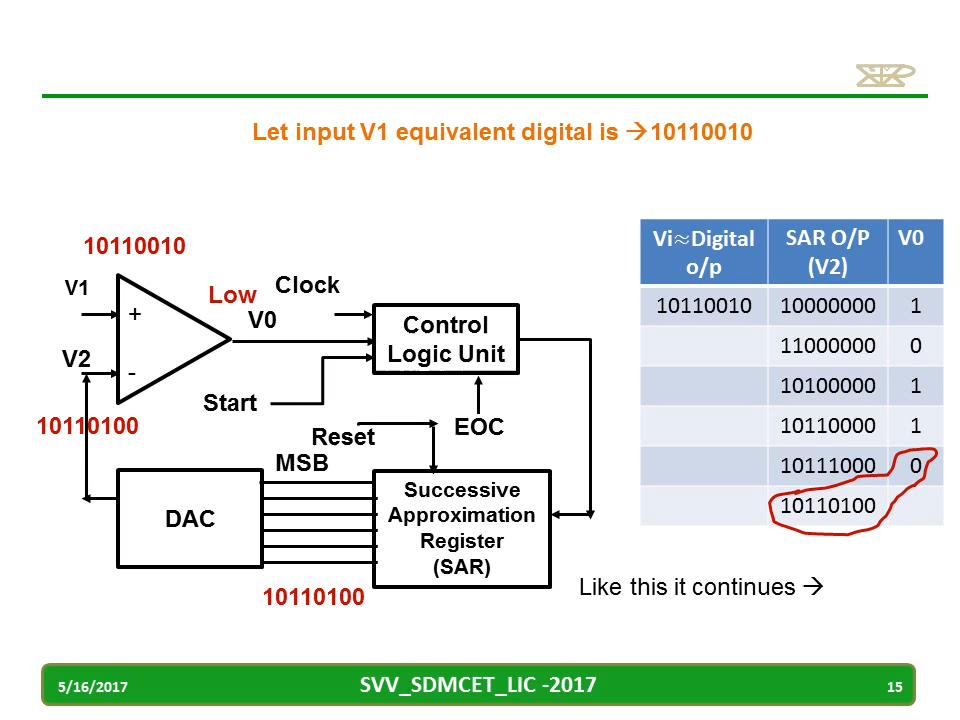 Let input V1 equivalent digital is →10110010
10110010
V1
+
Low
V0
Clock
Control
Logic Unit
V2
-
10110100
Start
Reset
EOC
MSB
DAC
Successive
Approximation
Register
(SAR)
10110100
Vi≈Digital o/p SAR O/P (V2) V0
10110010 10000000 1
11000000 0
10100000 1
10110000 1
10111000 0
10110100
Like this it continues →
5/16/2017 SVV_SDMCET_LIC -2017 15